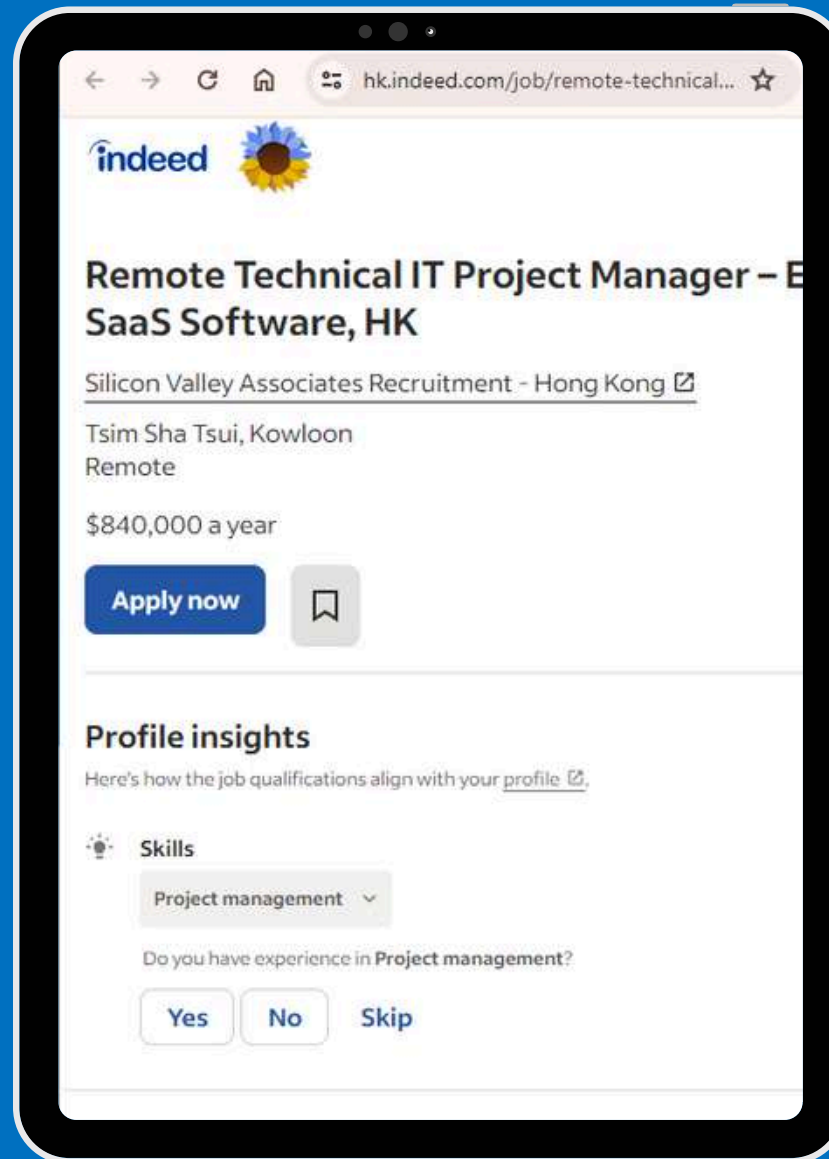 hk.indeed.com/job/remote-technical...
indeed
Remote Technical IT Project Manager – E
SaaS Software, HK
Silicon Valley Associates Recruitment - Hong Kong
Tsim Sha Tsui, Kowloon
Remote
$840,000 a year
Apply now
Profile insights
Here's how the job qualifications align with your profile.
Skills
Project management
Do you have experience in Project management?
Yes No Skip